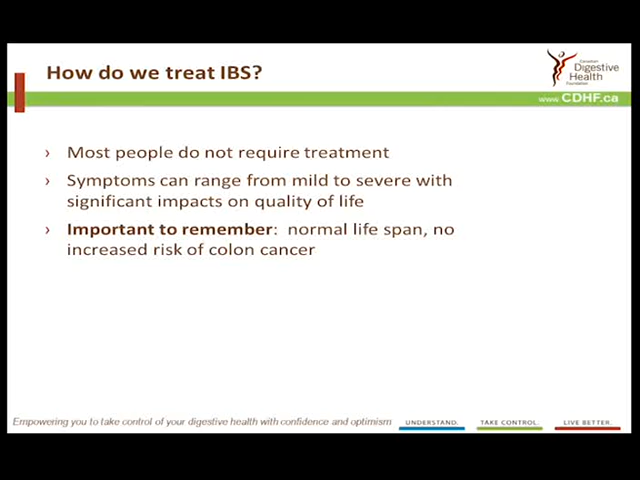 How do we treat IBS?
Canadian
Digestive
Health
Foundation
www.CDHF.ca
› Most people do not require treatment
› Symptoms can range from mild to severe with
significant impacts on quality of life
› Important to remember: normal life span, no
increased risk of colon cancer
Empowering you to take control of your digestive health with confidence and optimism
UNDERSTAND.
TAKE CONTROL.
LIVE BETTER.